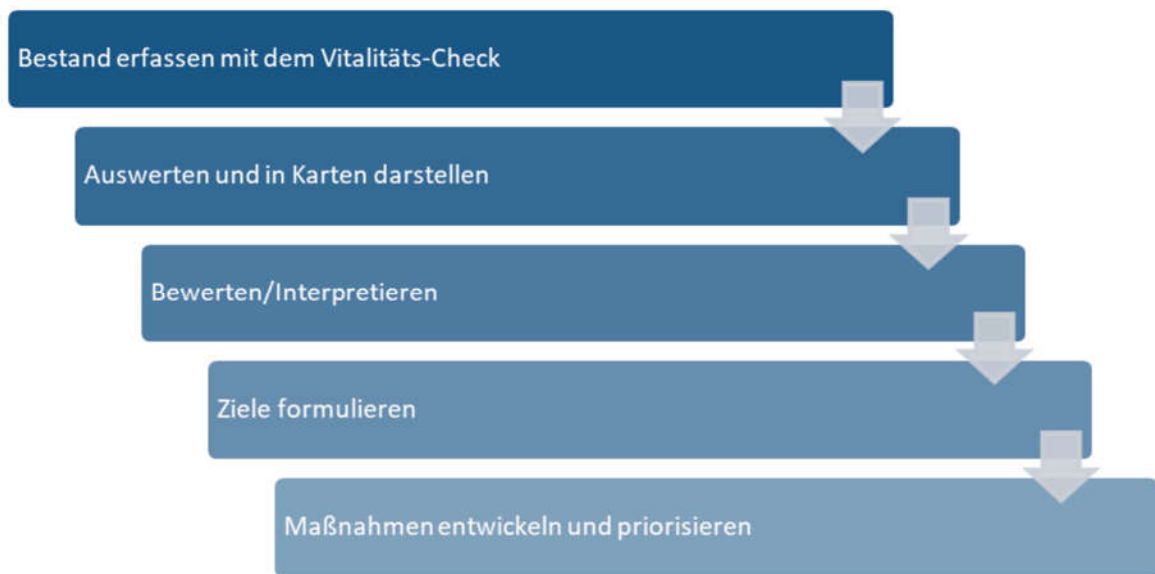 Bestand erfassen mit dem Vitalitäts-Check
Auswerten und in Karten darstellen
Bewerten/Interpretieren
Ziele formulieren
Maßnahmen entwickeln und priorisieren